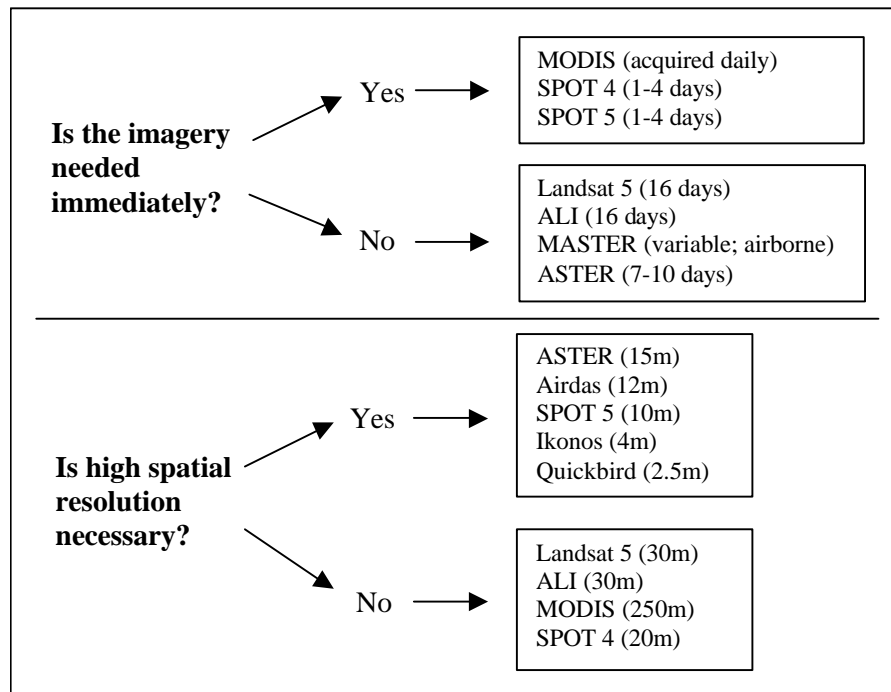 Is the imagery
needed
immediately?
Yes
MODIS (acquired daily)
SPOT 4 (1-4 days)
SPOT 5 (1-4 days)
No
Landsat 5 (16 days)
ALI (16 days)
MASTER (variable; airborne)
ASTER (7-10 days)
Is high spatial
resolution
necessary?
Yes
ASTER (15m)
Airdas (12m)
SPOT 5 (10m)
Ikonos (4m)
Quickbird (2.5m)
No
Landsat 5 (30m)
ALI (30m)
MODIS (250m)
SPOT 4 (20m)